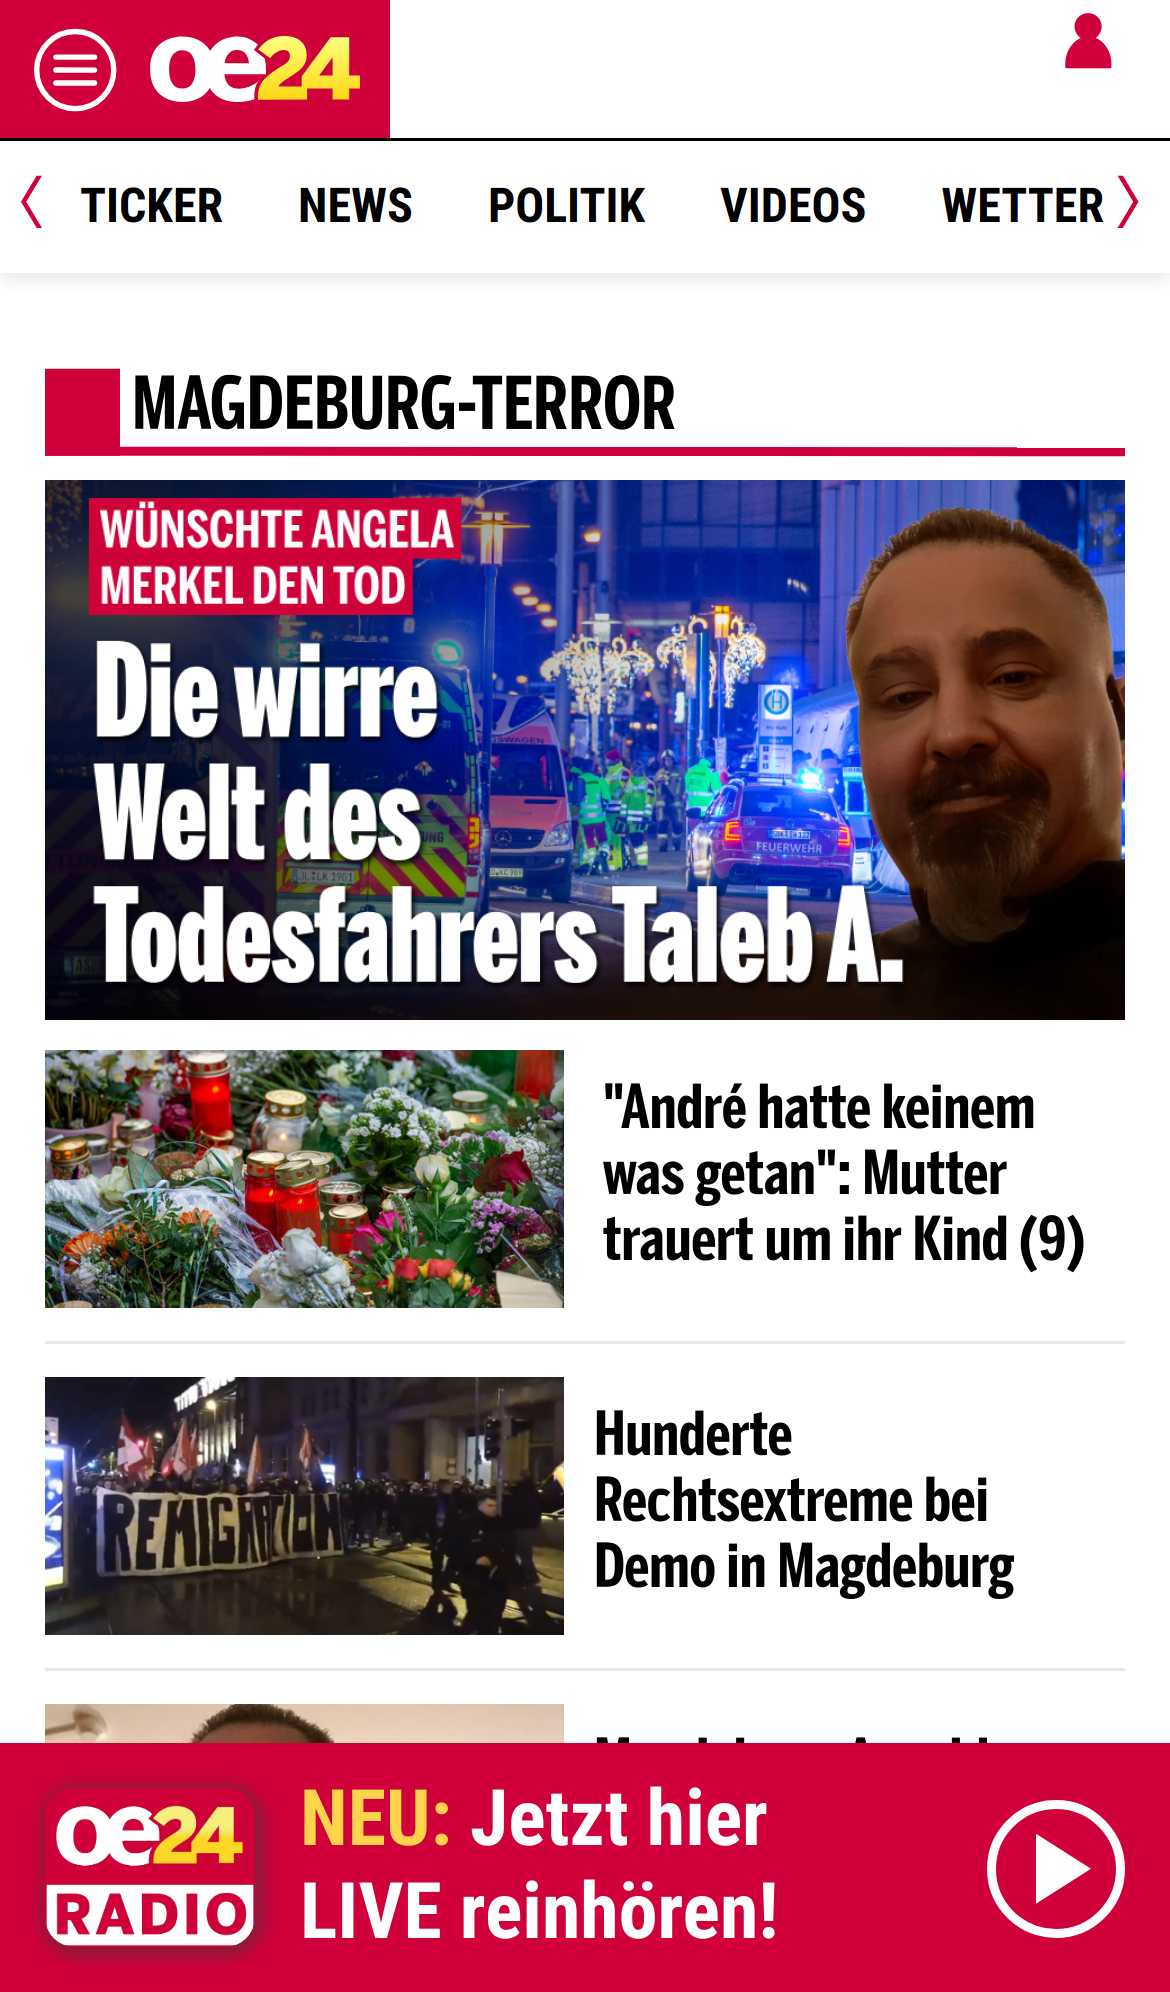 oe24
TICKER NEWS POLITIK VIDEOS WETTER
MAGDEBURG-TERROR
WÜNSCHTE ANGELA
MERKEL DEN TOD
Die wirre
Welt des
Todesfahrers Taleb A.
H
FEUERWEHR
"André hatte keinem
was getan": Mutter
trauert um ihr Kind (9)
REMIGRATION
Hunderte
Rechtsextreme bei
Demo in Magdeburg
oe24
RADIO
NEU: Jetzt hier
LIVE reinhören!